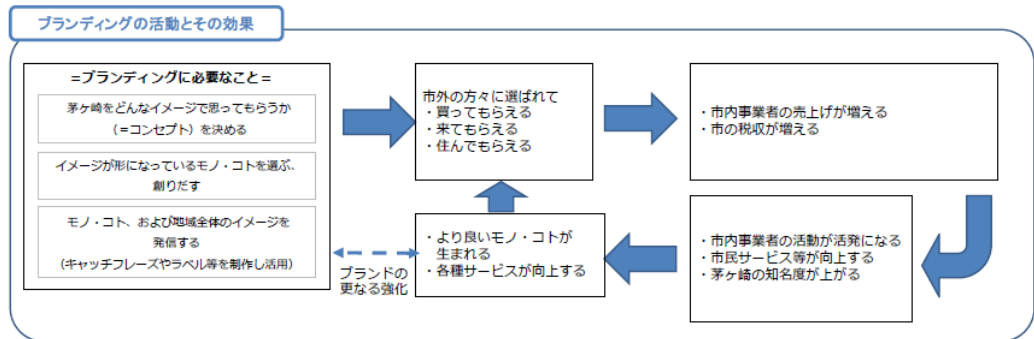 ブランディングの活動とその効果
=ブランディングに必要なこと=
茅ヶ崎をどんなイメージで思ってもらうか
(=コンセプト)を決める
イメージが形になっているモノ・コトを選ぶ、
創りだす
モノ・コト、および地域全体のイメージを
発信する
(キャッチフレーズやラベル等を制作し活用)
市外の方々に選ばれて
・買ってもらえる
・来てもらえる
・住んでもらえる
・市内事業者の売上げが増える
・市の税収が増える
・市内事業者の活動が活発になる
・市民サービス等が向上する
・茅ヶ崎の知名度が上がる
・より良いモノ・コトが
生まれる
・各種サービスが向上する
ブランドの
更なる強化